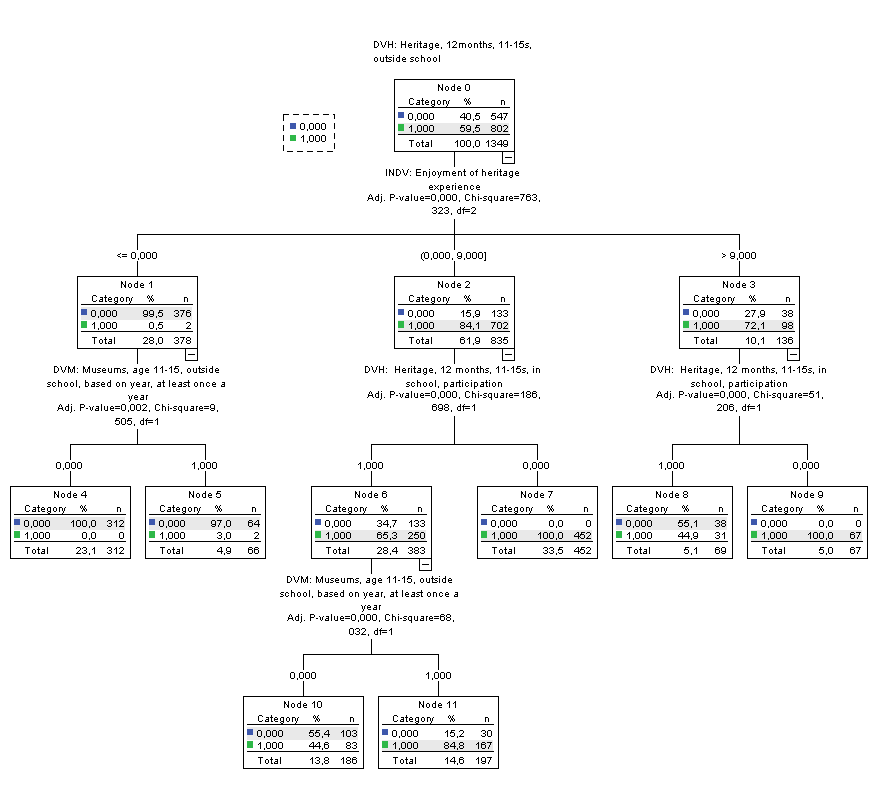 DVH: Heritage, 12months, 11-15s,
outside school
Node 0
Category % n
0,000 40,5 547
1,000 59,5 802
Total 100,0 1349
0,000
1,000
INDV: Enjoyment of heritage
experience
Adj. P-value=0,000, Chi-square=763,
323, df=2
<= 0,000
(0,000, 9,000]
> 9,000
Node 1
Category % n
0,000 99,5 376
1,000 0,5 2
Total 28,0 378
Node 2
Category % n
0,000 15,9 133
1,000 84,1 702
Total 61,9 835
Node 3
Category % n
0,000 27,9 38
1,000 72,1 98
Total 10,1 136
DVM: Museums, age 11-15, outside
school, based on year, at least once a
year
Adj. P-value=0,002, Chi-square=9,
505, df=1
DVH: Heritage, 12 months, 11-15s, in
school, participation
Adj. P-value=0,000, Chi-square=186,
698, df=1
DVH: Heritage, 12 months, 11-15s, in
school, participation
Adj. P-value=0,000, Chi-square=51,
206, df=1
0,000
1,000
1,000
0,000
1,000
0,000
Node 4
Category % n
0,000 100,0 312
1,000 0,0 0
Total 23,1 312
Node 5
Category % n
0,000 97,0 64
1,000 3,0 2
Total 4,9 66
Node 6
Category % n
0,000 34,7 133
1,000 65,3 250
Total 28,4 383
Node 7
Category % n
0,000 0,0 0
1,000 100,0 452
Total 33,5 452
Node 8
Category % n
0,000 55,1 38
1,000 44,9 31
Total 5,1 69
Node 9
Category % n
0,000 0,0 0
1,000 100,0 67
Total 5,0 67
DVM: Museums, age 11-15, outside
school, based on year, at least once a
year
Adj. P-value=0,000, Chi-square=68,
032, df=1
0,000
1,000
Node 10
Category % n
0,000 55,4 103
1,000 44,6 83
Total 13,8 186
Node 11
Category % n
0,000 15,2 30
1,000 84,8 167
Total 14,6 197